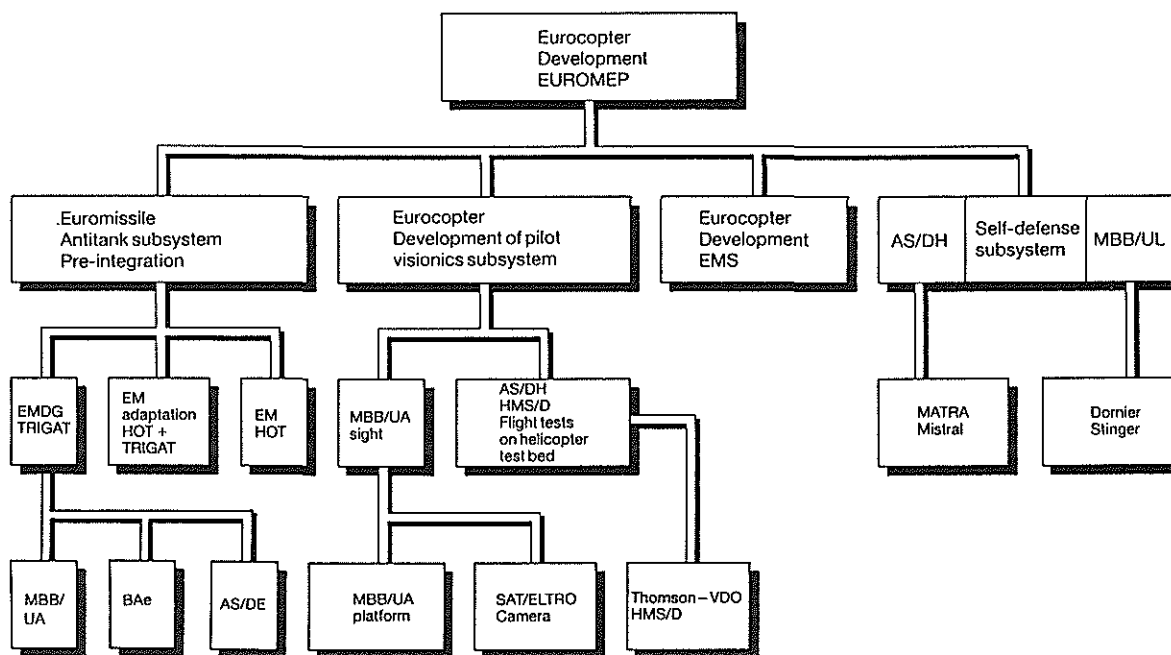 Eurocopter
Development
EUROMEP
.Euromissile
Antitank subsystem
Pre-integration
Eurocopter
Development of pilot
visionics subsystem
Eurocopter
Development
EMS
AS/DH
Self-defense
subsystem
MBB/UL
EMDG
TRIGAT
EM
adaptation
HOT +
TRIGAT
EM
HOT
MBB/UA
sight
AS/DH
HMS/D
Flight tests
on helicopter
test bed
MATRA
Mistral
Dornier
Stinger
MBB/
UA
BAe
AS/DE
MBB/UA
platform
SAT/ELTRO
Camera
Thomson–VDO
HMS/D